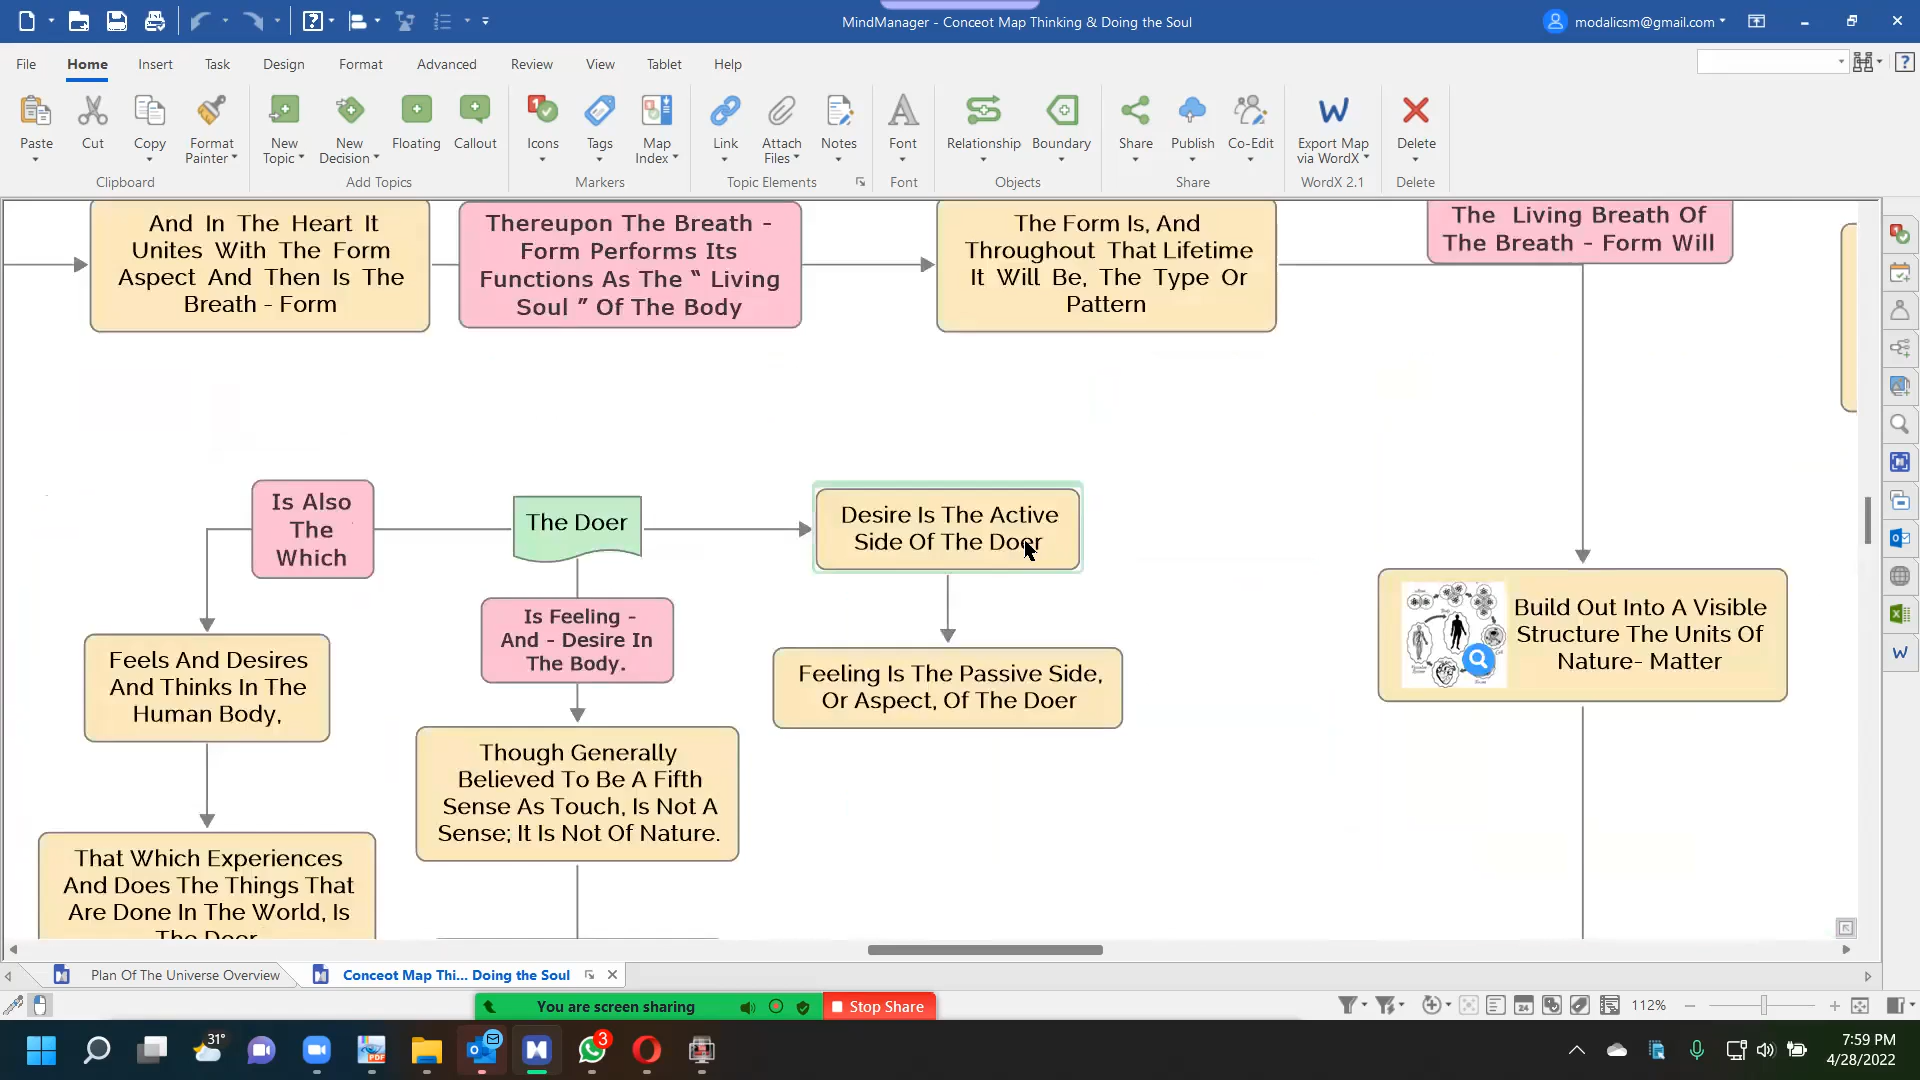 MindManager - Conceot Map Thinking & Doing the Soul
modalicsm@gmail.com
File Home Insert Task Design Format Advanced Review View Tablet Help
Paste Cut Copy Format Painter
New Topic New Decision Floating Callout
Icons Tags Map Index
Link Attach Files Notes
Font
Relationship Boundary
Share Publish Co-Edit
Export Map via WordX
Delete
Clipboard Add Topics Markers Topic Elements Font Objects Share WordX 2.1 Delete
And In The Heart It
Unites With The Form
Aspect And Then Is The
Breath - Form
Thereupon The Breath -
Form Performs Its
Functions As The “ Living
Soul ” Of The Body
The Form Is, And
Throughout That Lifetime
It Will Be, The Type Or
Pattern
The Living Breath Of
The Breath - Form Will
Is Also
The
Which
The Doer
Desire Is The Active
Side Of The Doer
Is Feeling -
And - Desire In
The Body.
Feels And Desires
And Thinks In The
Human Body,
Feeling Is The Passive Side,
Or Aspect, Of The Doer
Build Out Into A Visible
Structure The Units Of
Nature- Matter
Though Generally
Believed To Be A Fifth
Sense As Touch, Is Not A
Sense; It Is Not Of Nature.
That Which Experiences
And Does The Things That
Are Done In The World, Is
The Doer
Plan Of The Universe Overview
Conceot Map Thi... Doing the Soul
You are screen sharing
Stop Share
112%
31°
3
7:59 PM
4/28/2022